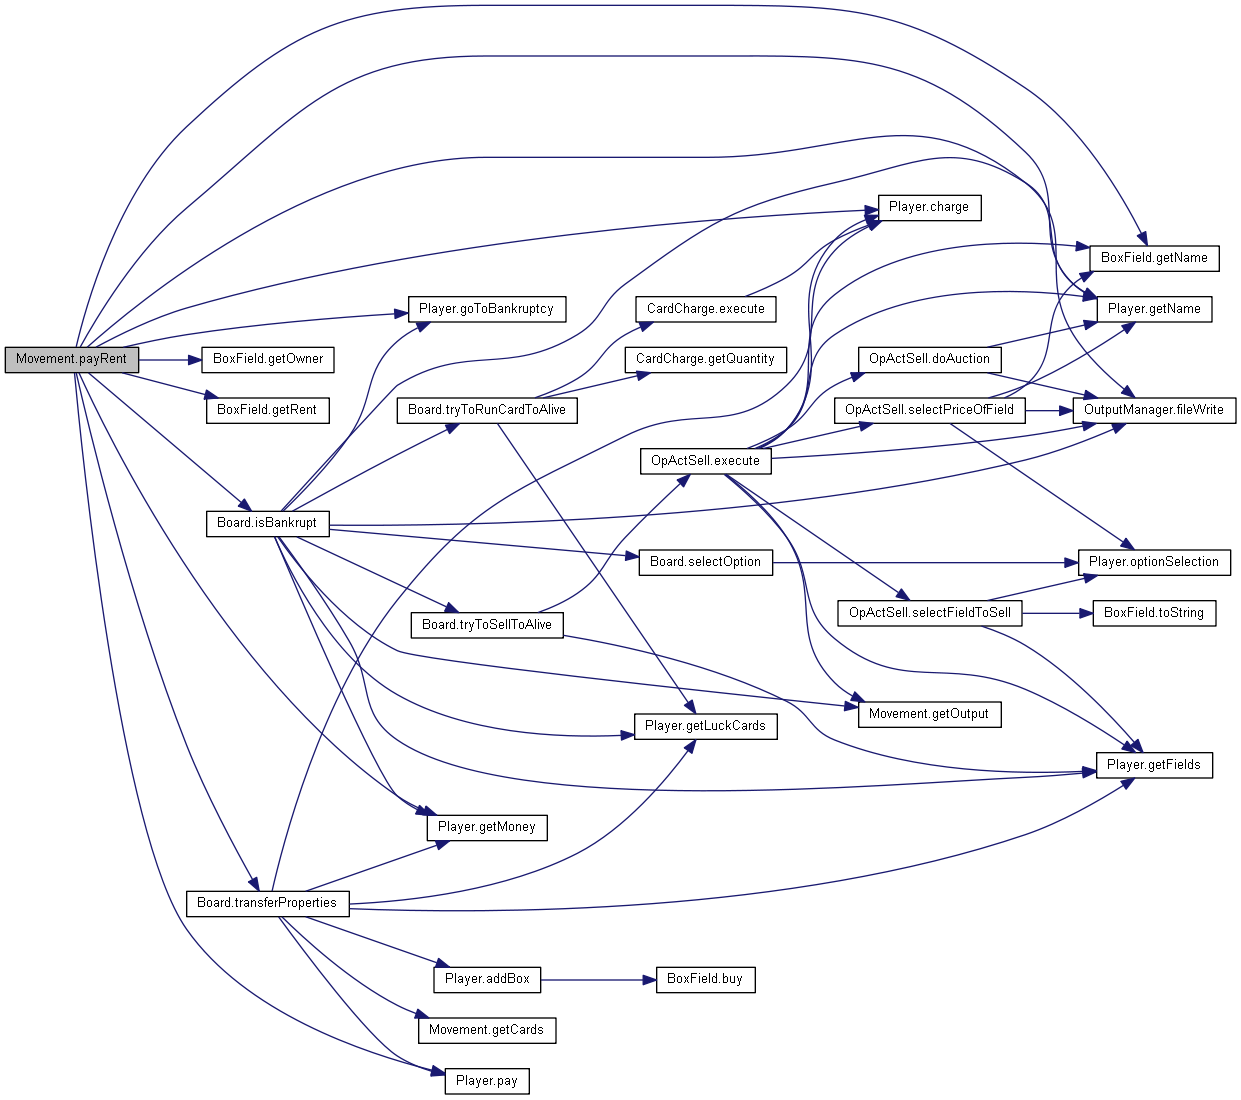 Player.charge
BoxField.getName
Player.goToBankruptcy
CardCharge.execute
Player.getName
Movement.payRent
BoxField.getOwner
CardCharge.getQuantity
OpActSell.doAuction
BoxField.getRent
Board.tryToRunCardToAlive
OpActSell.selectPriceOfField
OutputManager.fileWrite
OpActSell.execute
Board.isBankrupt
Board.selectOption
Player.optionSelection
Board.tryToSellToAlive
OpActSell.selectFieldToSell
BoxField.toString
Movement.getOutput
Player.getLuckCards
Player.getFields
Player.getMoney
Board.transferProperties
Player.addBox
BoxField.buy
Movement.getCards
Player.pay